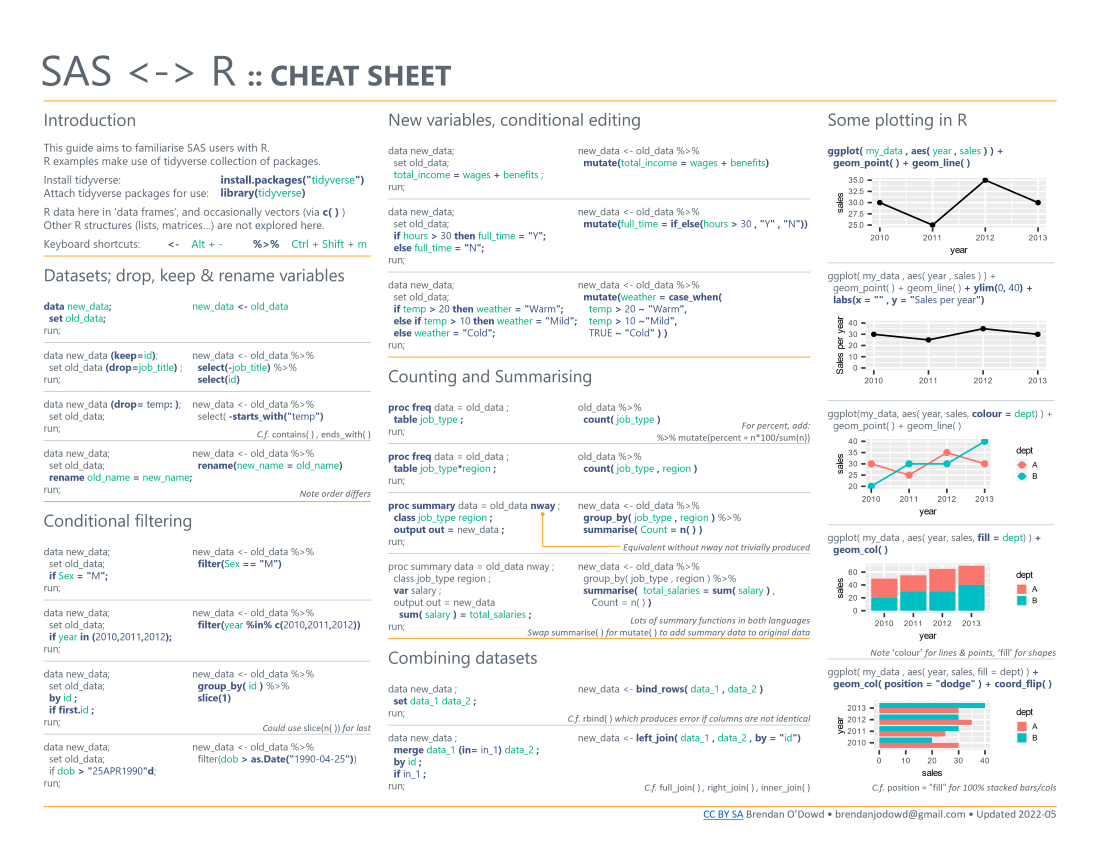 SAS <-> R :: CHEAT SHEET
Introduction
This guide aims to familiarise SAS users with R.
R examples make use of tidyverse collection of packages.
Install tidyverse: install.packages("tidyverse")
Attach tidyverse packages for use: library(tidyverse)
R data here in 'data frames', and occasionally vectors (via c( ) )
Other R structures (lists, matrices...) are not explored here.
Keyboard shortcuts: <- Alt + - %>% Ctrl + Shift + m
Datasets; drop, keep & rename variables
data new_data; new_data <- old_data
set old_data;
run;
data new_data (keep=id); new_data <- old_data %>%
set old_data (drop=job_title) ; select(-job_title) %>%
run; select(id)
data new_data (drop= temp: ); new_data <- old_data %>%
set old_data; select( -starts_with("temp")
run; C.f. contains( ) , ends_with( )
data new_data; new_data <- old_data %>%
set old_data; rename(new_name = old_name)
rename old_name = new_name;
run; Note order differs
Conditional filtering
data new_data; new_data <- old_data %>%
set old_data; filter(Sex == "M")
if Sex = "M";
run;
data new_data; new_data <- old_data %>%
set old_data; filter(year %in% c(2010,2011,2012))
if year in (2010,2011,2012);
run;
data new_data; new_data <- old_data %>%
set old_data; group_by( id ) %>%
by id ; slice(1)
if first.id ;
run; Could use slice(n( )) for last
data new_data; new_data <- old_data %>%
set old_data; filter(dob > as.Date("1990-04-25"))
if dob > "25APR1990"d;
run;
New variables, conditional editing
data new_data; new_data <- old_data %>%
set old_data; mutate(total_income = wages + benefits)
total_income = wages + benefits ;
run;
data new_data; new_data <- old_data %>%
set old_data; mutate(full_time = if_else(hours > 30 , "Y" , "N"))
if hours > 30 then full_time = "Y";
else full_time = "N";
run;
data new_data; new_data <- old_data %>%
set old_data; mutate(weather = case_when(
if temp > 20 then weather = "Warm"; temp > 20 ~ "Warm",
else if temp > 10 then weather = "Mild"; temp > 10 ~"Mild",
else weather = "Cold"; TRUE ~ "Cold" ) )
run;
Counting and Summarising
proc freq data = old_data ; old_data %>%
table job_type ; count( job_type )
run; For percent, add:
%>% mutate(percent = n*100/sum(n))
proc freq data = old_data ; old_data %>%
table job_type*region ; count( job_type , region )
run;
proc summary data = old_data nway ; new_data <- old_data %>%
class job_type region ; group_by( job_type , region ) %>%
output out = new_data ; summarise( Count = n( ) )
run; Equivalent without nway not trivially produced
proc summary data = old_data nway ; new_data <- old_data %>%
class job_type region ; group_by( job_type , region ) %>%
var salary ; summarise( total_salaries = sum( salary ) ,
output out = new_data Count = n( ) )
sum( salary ) = total_salaries ; Lots of summary functions in both languages
run; Swap summarise( ) for mutate( ) to add summary data to original data
Combining datasets
data new_data ; new_data <- bind_rows( data_1 , data_2 )
set data_1 data_2 ;
run; C.f. rbind( ) which produces error if columns are not identical
data new_data ; new_data <- left_join( data_1 , data_2 , by = "id")
merge data_1 (in= in_1) data_2 ;
by id ;
if in_1 ;
run; C.f. full_join( ) , right_join( ) , inner_join( )
Some plotting in R
ggplot( my_data , aes( year , sales ) ) +
geom_point( ) + geom_line( )
35.0
32.5
30.0
27.5
25.0
sales
2010 2011 2012 2013
year
ggplot( my_data , aes( year , sales ) ) +
geom_point( ) + geom_line( ) + ylim(0, 40) +
labs(x = "" , y = "Sales per year")
40
30
20
10
0
Sales per year
2010 2011 2012 2013
ggplot(my_data, aes( year, sales, colour = dept) ) +
geom_point( ) + geom_line( )
40
35
30
25
20
sales
2010 2011 2012 2013
year
dept
A
B
ggplot( my_data, aes( year, sales, fill = dept) ) +
geom_col( )
60
40
20
0
sales
2010 2011 2012 2013
year
dept
A
B
Note 'colour' for lines & points, 'fill' for shapes
ggplot( my_data, aes( year, sales, fill = dept) ) +
geom_col( position = "dodge" ) + coord_flip( )
2013
2012
2011
2010
year
0 10 20 30 40
sales
dept
A
B
C.f. position = "fill" for 100% stacked bars/cols
CC BY SA Brendan O'Dowd • brendanjodowd@gmail.com • Updated 2022-05